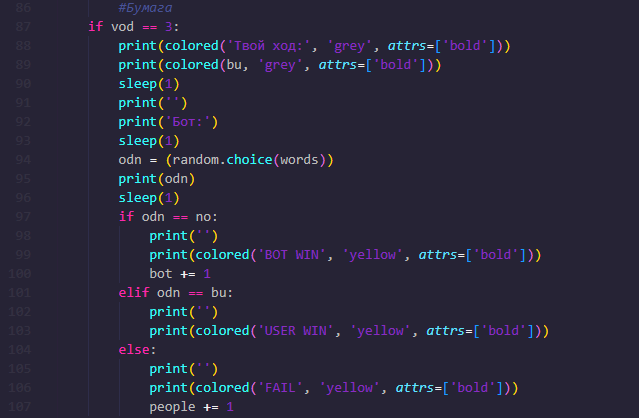 86 #Бумага
87 if vod == 3:
88 print(colored('Твой ход:', 'grey', attrs=['bold']))
89 print(colored(bu, 'grey', attrs=['bold']))
90 sleep(1)
91 print('')
92 print('Бот:')
93 sleep(1)
94 odn = (random.choice(words))
95 print(odn)
96 sleep(1)
97 if odn == no:
98 print('')
99 print(colored('BOT WIN', 'yellow', attrs=['bold']))
100 bot += 1
101 elif odn == bu:
102 print('')
103 print(colored('USER WIN', 'yellow', attrs=['bold']))
104 else:
105 print('')
106 print(colored('FAIL', 'yellow', attrs=['bold']))
107 people += 1